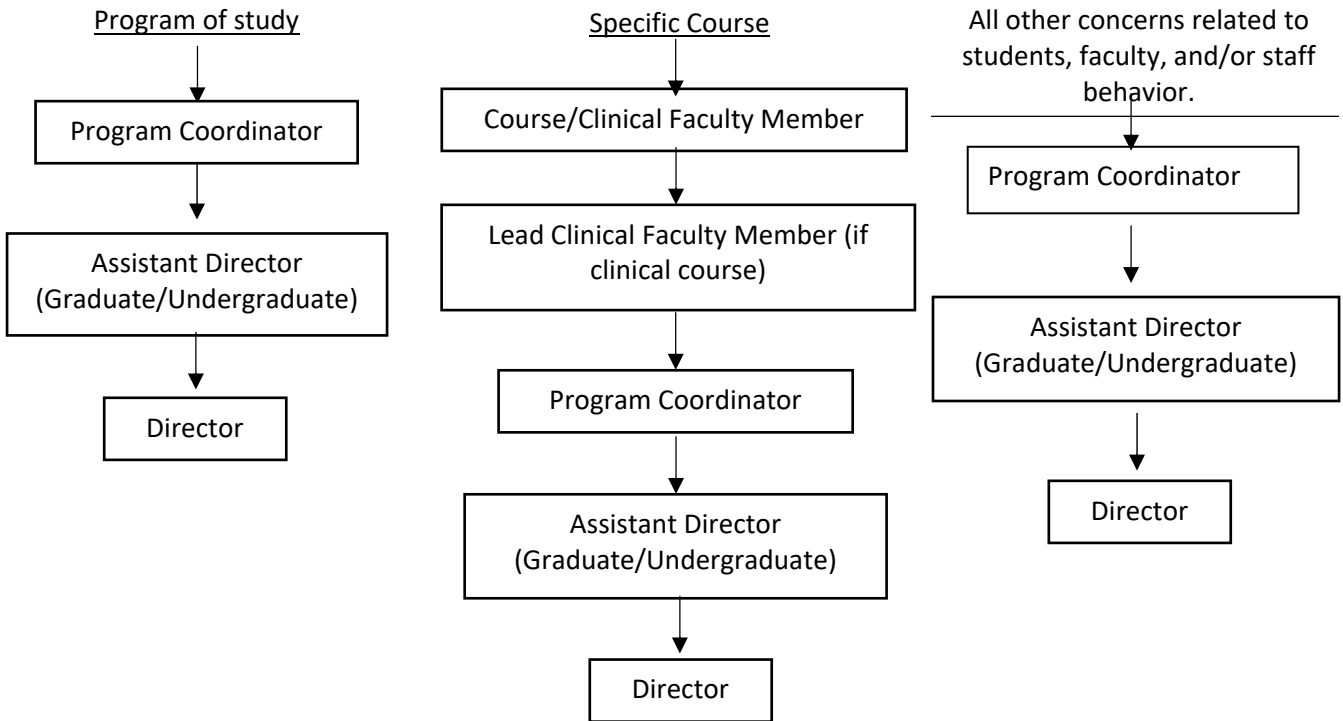 Program of study
Program Coordinator
Assistant Director
(Graduate/Undergraduate)
Director
Specific Course
Course/Clinical Faculty Member
Lead Clinical Faculty Member (if
clinical course)
Program Coordinator
Assistant Director
(Graduate/Undergraduate)
Director
All other concerns related to
students, faculty, and/or staff
behavior.
Program Coordinator
Assistant Director
(Graduate/Undergraduate)
Director